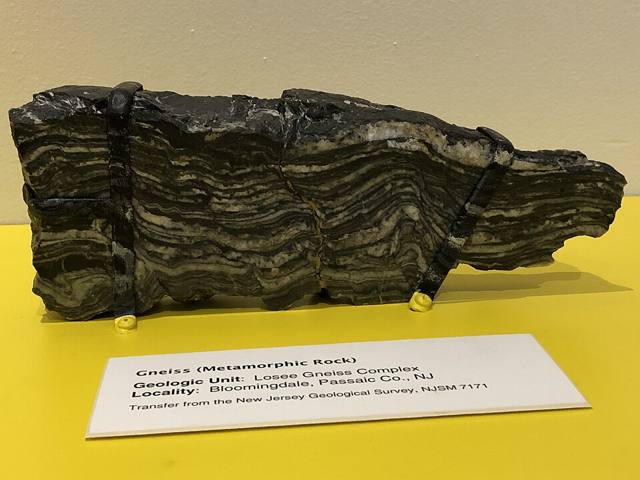 Gneiss (Metamorphic Rock)
Geologic Unit: Losee Gneiss Complex
Locality: Bloomingdale, Passaic Co., NJ
Transfer from the New Jersey Geological Survey, NJSM 7171